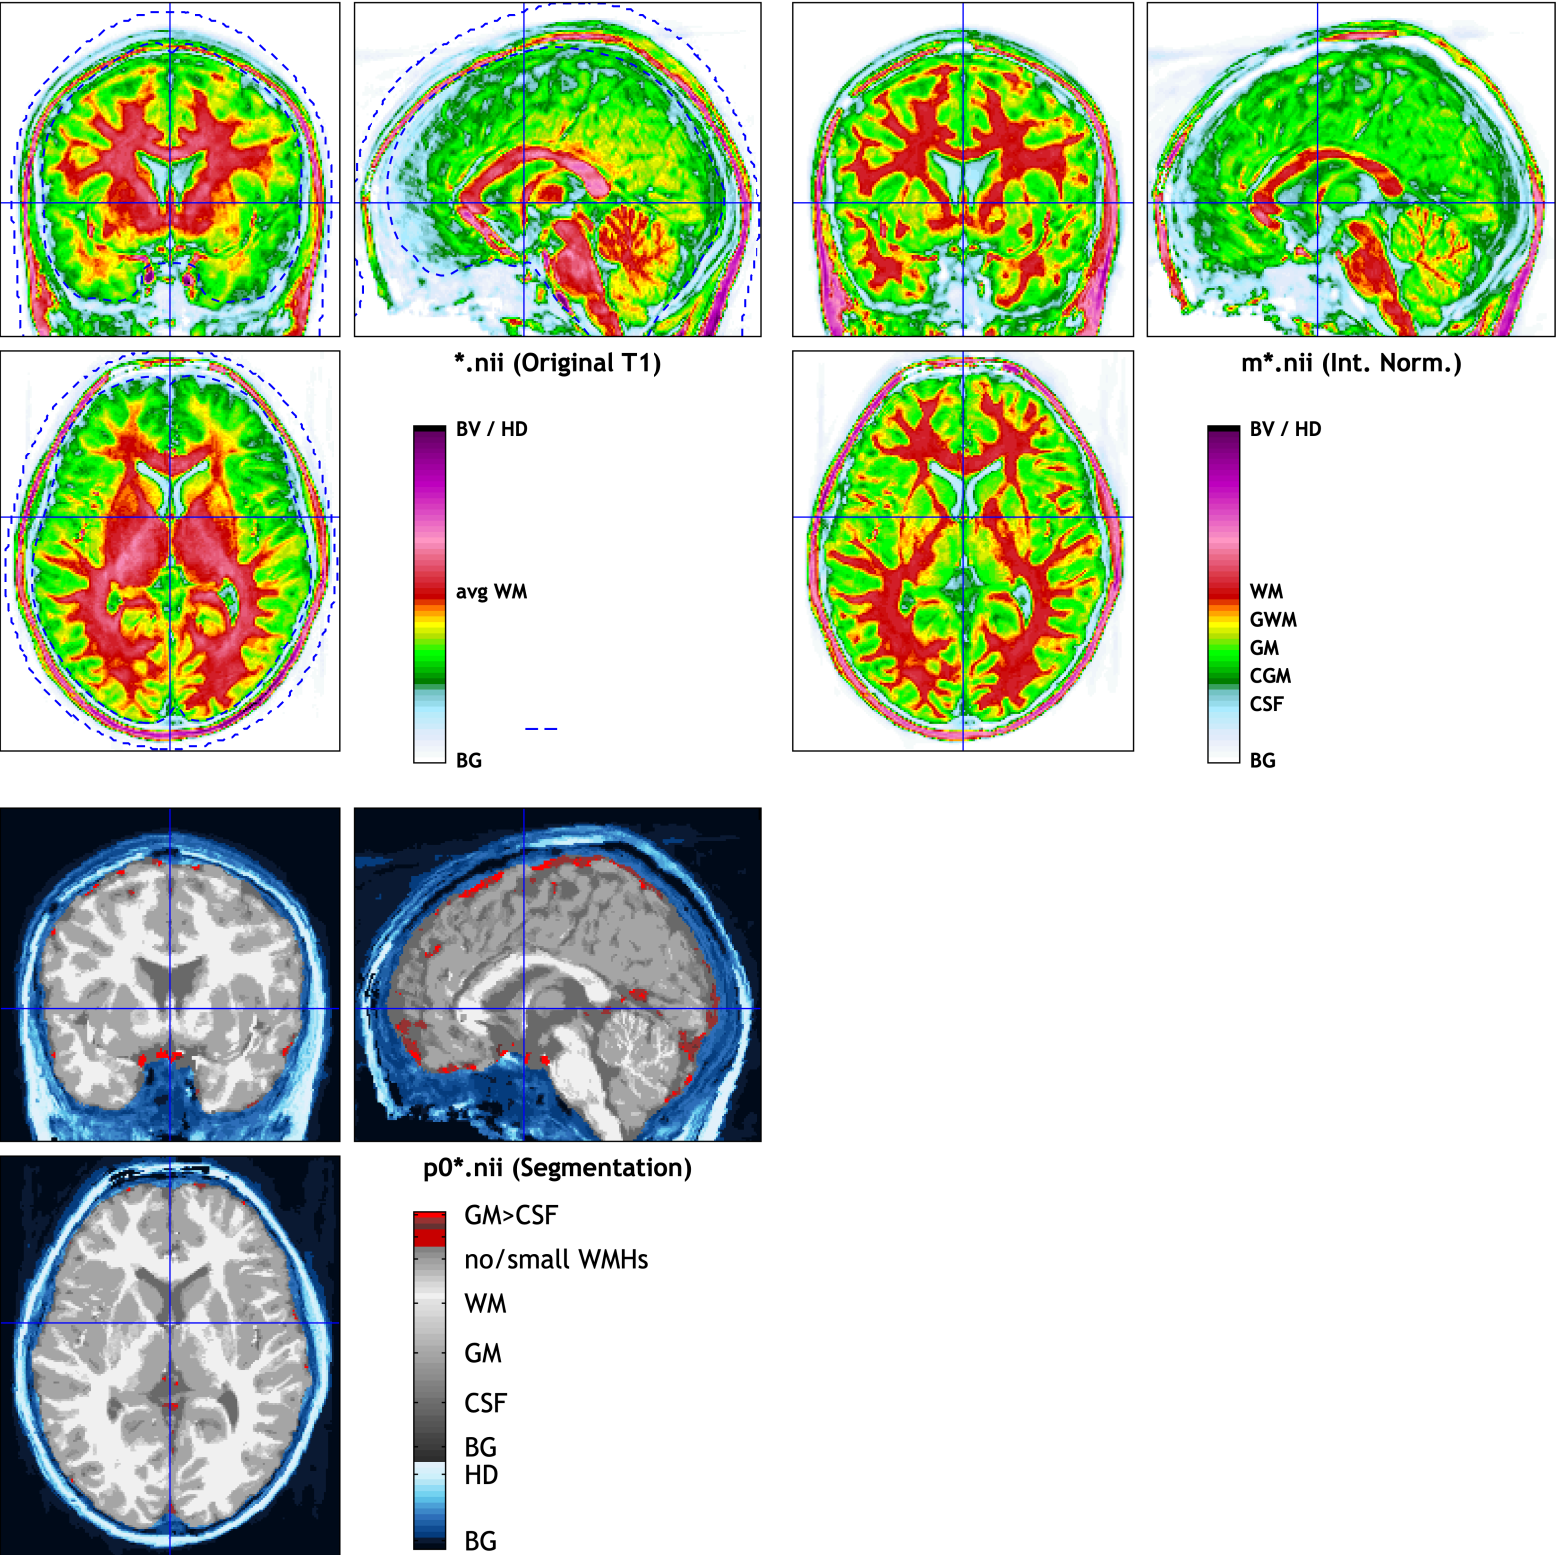 *.nii (Original T1)
BV / HD
avg WM
BG
m*.nii (Int. Norm.)
BV / HD
WM
GWM
GM
CGM
CSF
BG
p0*.nii (Segmentation)
GM>CSF
no/small WMHs
WM
GM
CSF
BG
HD
BG